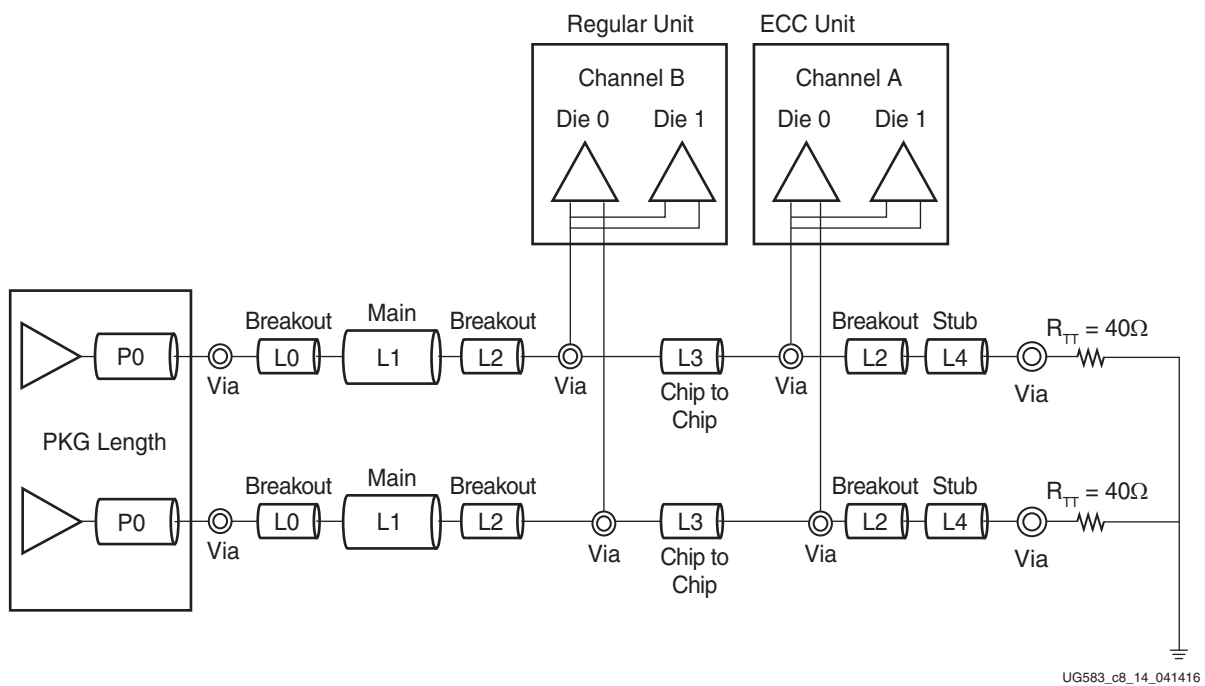 Regular Unit
ECC Unit
Channel B
Channel A
Die 0
Die 1
Die 0
Die 1
Breakout
Main
Breakout
Breakout
Stub
R_TT = 40Ω
P0
L0
L1
L2
L3
L2
L4
Via
Via
Chip to
Chip
Via
Via
PKG Length
Breakout
Main
Breakout
Breakout
Stub
R_TT = 40Ω
P0
L0
L1
L2
L3
L2
L4
Via
Via
Chip to
Chip
Via
Via
UG583_c8_14_041416